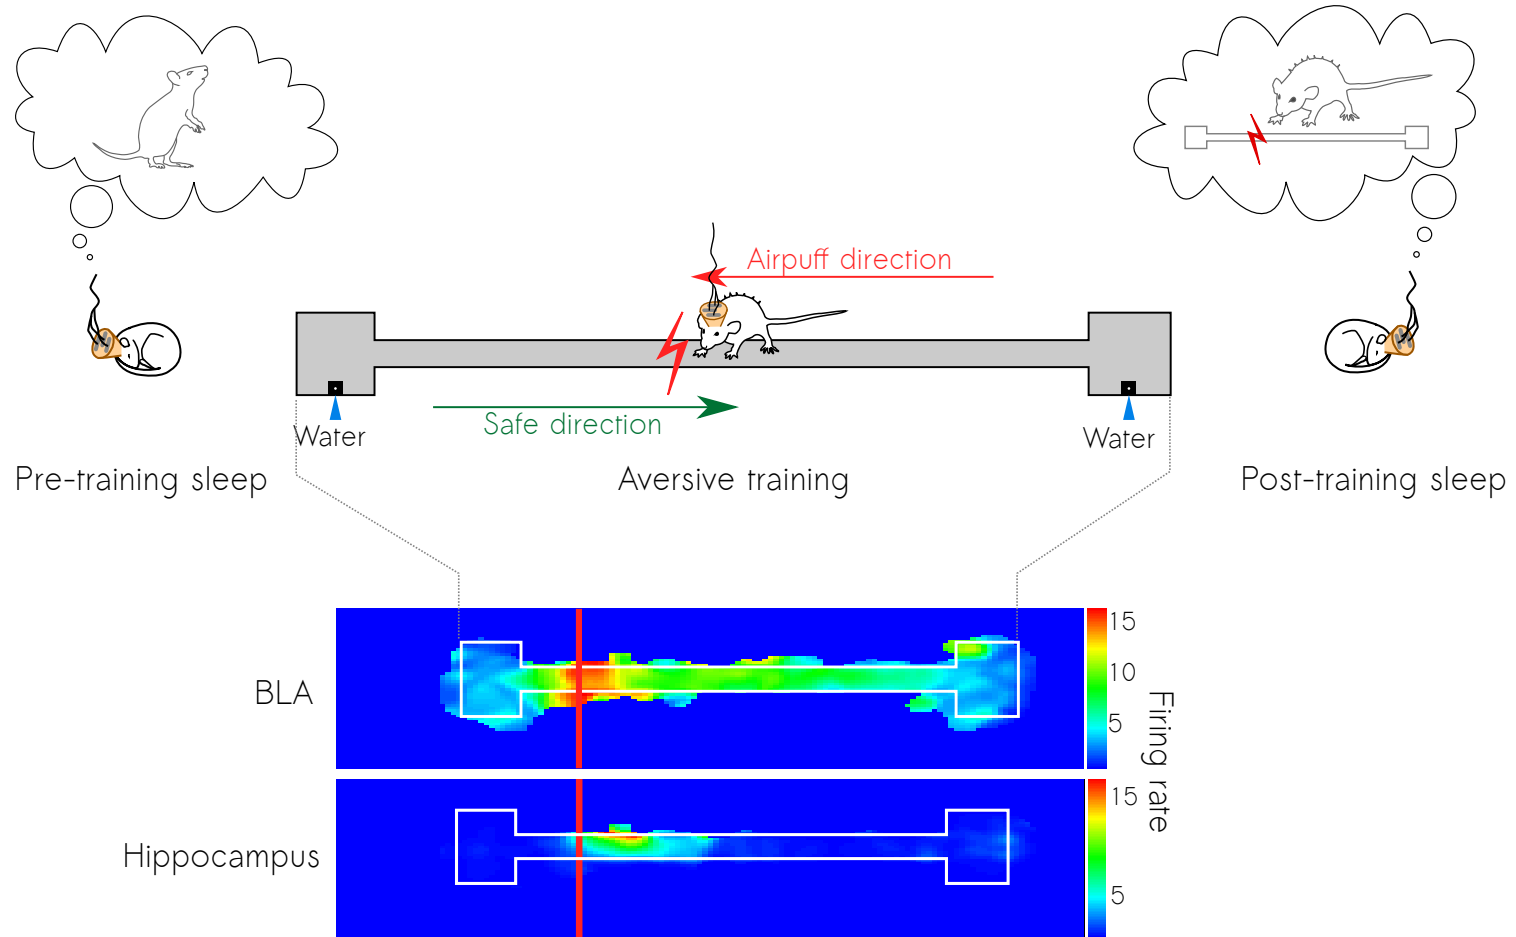 Airpuff direction
Safe direction
Water
Water
Pre-training sleep
Aversive training
Post-training sleep
BLA
15
10
5
Firing rate
Hippocampus
15
5